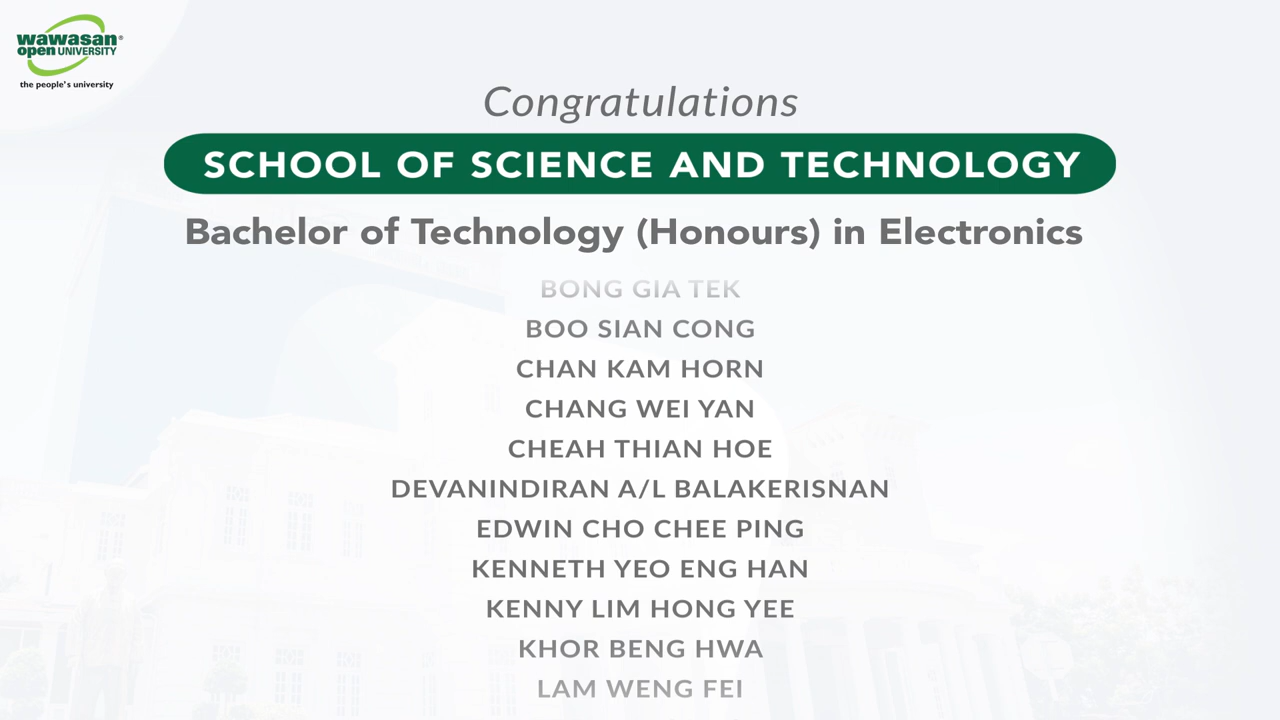 wawasan®
open UNIVERSITY
the people's university
Congratulations
SCHOOL OF SCIENCE AND TECHNOLOGY
Bachelor of Technology (Honours) in Electronics
BONG GIA TEK
BOO SIAN CONG
CHAN KAM HORN
CHANG WEI YAN
CHEAH THIAN HOE
DEVANINDIRAN A/L BALAKERISNAN
EDWIN CHO CHEE PING
KENNETH YEO ENG HAN
KENNY LIM HONG YEE
KHOR BENG HWA
LAM WENG FEI